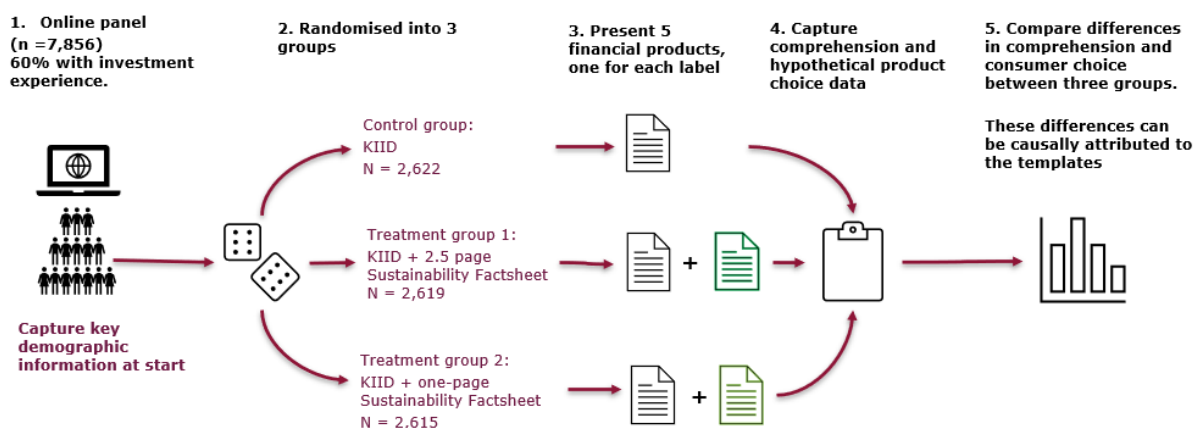 1. Online panel
(n =7,856)
60% with investment
experience.
2. Randomised into 3
groups
3. Present 5
financial products,
one for each label
4. Capture
comprehension and
hypothetical product
choice data
5. Compare differences
in comprehension and
consumer choice
between three groups.
These differences can
be causally attributed to
the templates
Control group:
KIID
N = 2,622
Treatment group 1:
KIID + 2.5 page
Sustainability Factsheet
N = 2,619
+
Capture key
demographic
information at start
Treatment group 2:
KIID + one-page
Sustainability Factsheet
N = 2,615
+